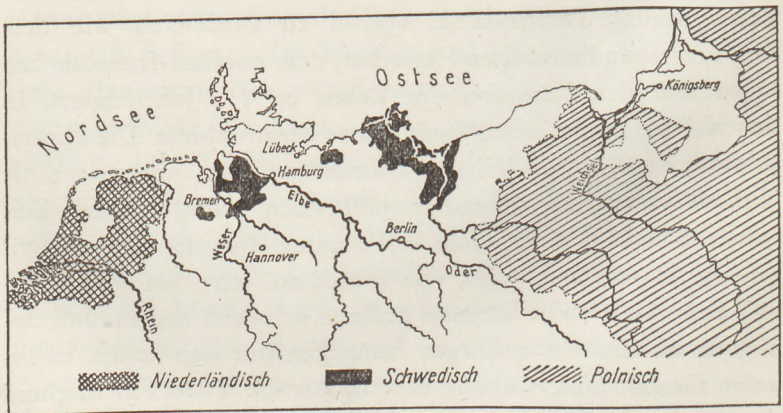 Nordsee
Ostsee
Königsberg
Lübeck
Hamburg
Bremen
Elbe
Weichsel
Berlin
Weser
Hannover
Oder
Rhein
Niederländisch
Schwedisch
Polnisch